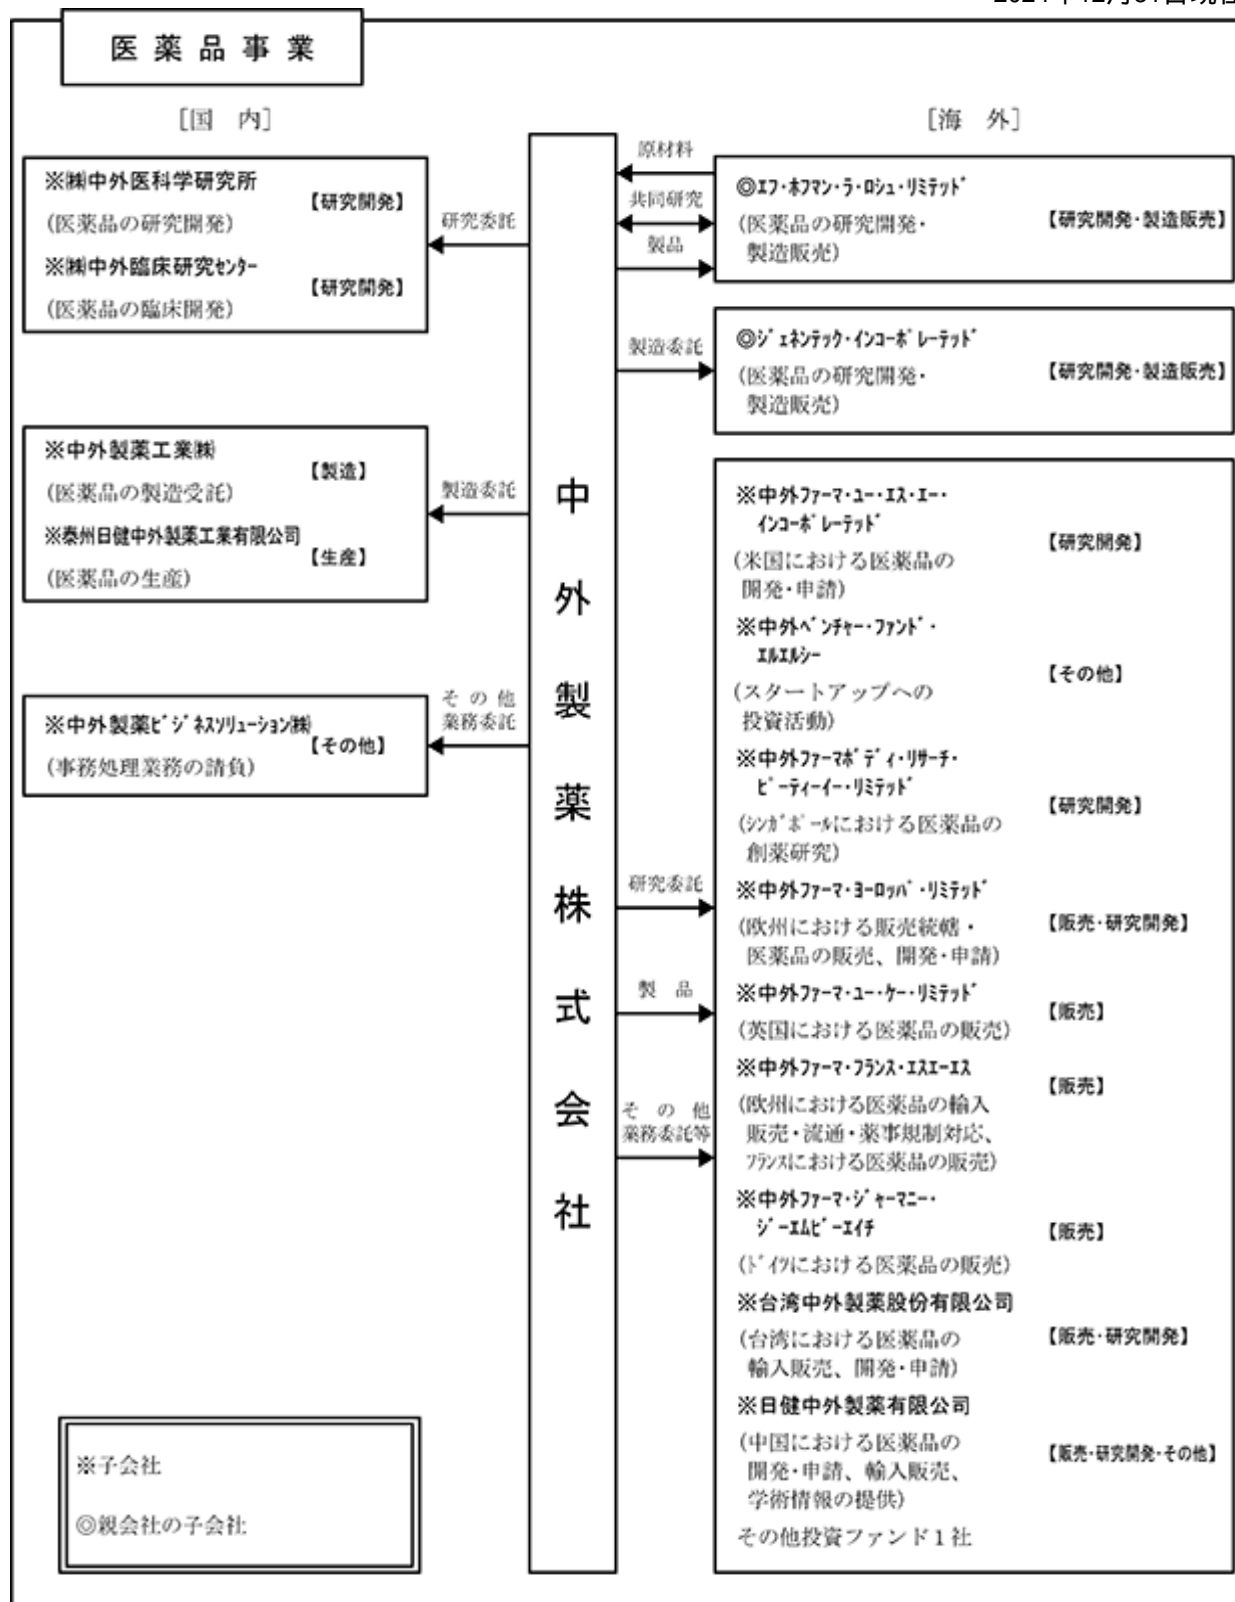 医薬品事業
[国 内]
[海 外]
※㈱中外医科学研究所
【研究開発】
(医薬品の研究開発)
※㈱中外臨床研究ｾﾝﾀｰ
【研究開発】
(医薬品の臨床開発)
研究委託
※中外製薬工業㈱
【製造】
(医薬品の製造受託)
※泰州日健中外製薬工業有限公司
【生産】
(医薬品の生産)
製造委託
※中外製薬ﾋﾞｼﾞﾈｽｿﾘｭｰｼｮﾝ㈱
【その他】
(事務処理業務の請負)
その他
業務委託
※子会社
◎親会社の子会社
中外製薬株式会社
原材料
共同研究
製品
◎ｴﾌ･ﾎﾌﾏﾝ･ﾗ･ﾛｼｭ･ﾘﾐﾃｯﾄﾞ
【研究開発･製造販売】
(医薬品の研究開発･
製造販売)
製造委託
◎ｼﾞｪﾈﾝﾃｯｸ･ｲﾝｺｰﾎﾟﾚｰﾃｯﾄﾞ
【研究開発･製造販売】
(医薬品の研究開発･
製造販売)
研究委託
製 品
その他
業務委託等
※中外ﾌｧｰﾏ･ﾕｰ･ｴｽ･ｴｰ･
ｲﾝｺｰﾎﾟﾚｰﾃｯﾄﾞ
【研究開発】
(米国における医薬品の
開発･申請)
※中外ﾍﾞﾝﾁｬｰ･ﾌｧﾝﾄﾞ･
ｴﾙｴﾙｼｰ
【その他】
(スタートアップへの
投資活動)
※中外ﾌｧｰﾏﾎﾞﾃﾞｨ･ﾘｻｰﾁ･
ﾋﾟｰﾃｨｰｲｰ･ﾘﾐﾃｯﾄﾞ
【研究開発】
(ｼﾝｶﾞﾎﾟｰﾙにおける医薬品の
創薬研究)
※中外ﾌｧｰﾏ･ﾖｰﾛｯﾊﾟ･ﾘﾐﾃｯﾄﾞ
【販売･研究開発】
(欧州における販売統轄・
医薬品の販売、開発･申請)
※中外ﾌｧｰﾏ･ﾕｰ･ｹｰ･ﾘﾐﾃｯﾄﾞ
【販売】
(英国における医薬品の販売)
※中外ﾌｧｰﾏ･ﾌﾗﾝｽ･ｴｽｴｰｴｽ
【販売】
(欧州における医薬品の輸入
販売･流通･薬事規制対応、
ﾌﾗﾝｽにおける医薬品の販売)
※中外ﾌｧｰﾏ･ｼﾞｬｰﾏﾆｰ･
ｼﾞｰｴﾑﾋﾞｰｴｲﾁ
【販売】
(ﾄﾞｲﾂにおける医薬品の販売)
※台湾中外製薬股份有限公司
【販売･研究開発】
(台湾における医薬品の
輸入販売、開発･申請)
※日健中外製薬有限公司
【販売･研究開発･その他】
(中国における医薬品の
開発･申請、輸入販売、
学術情報の提供)
その他投資ファンド１社